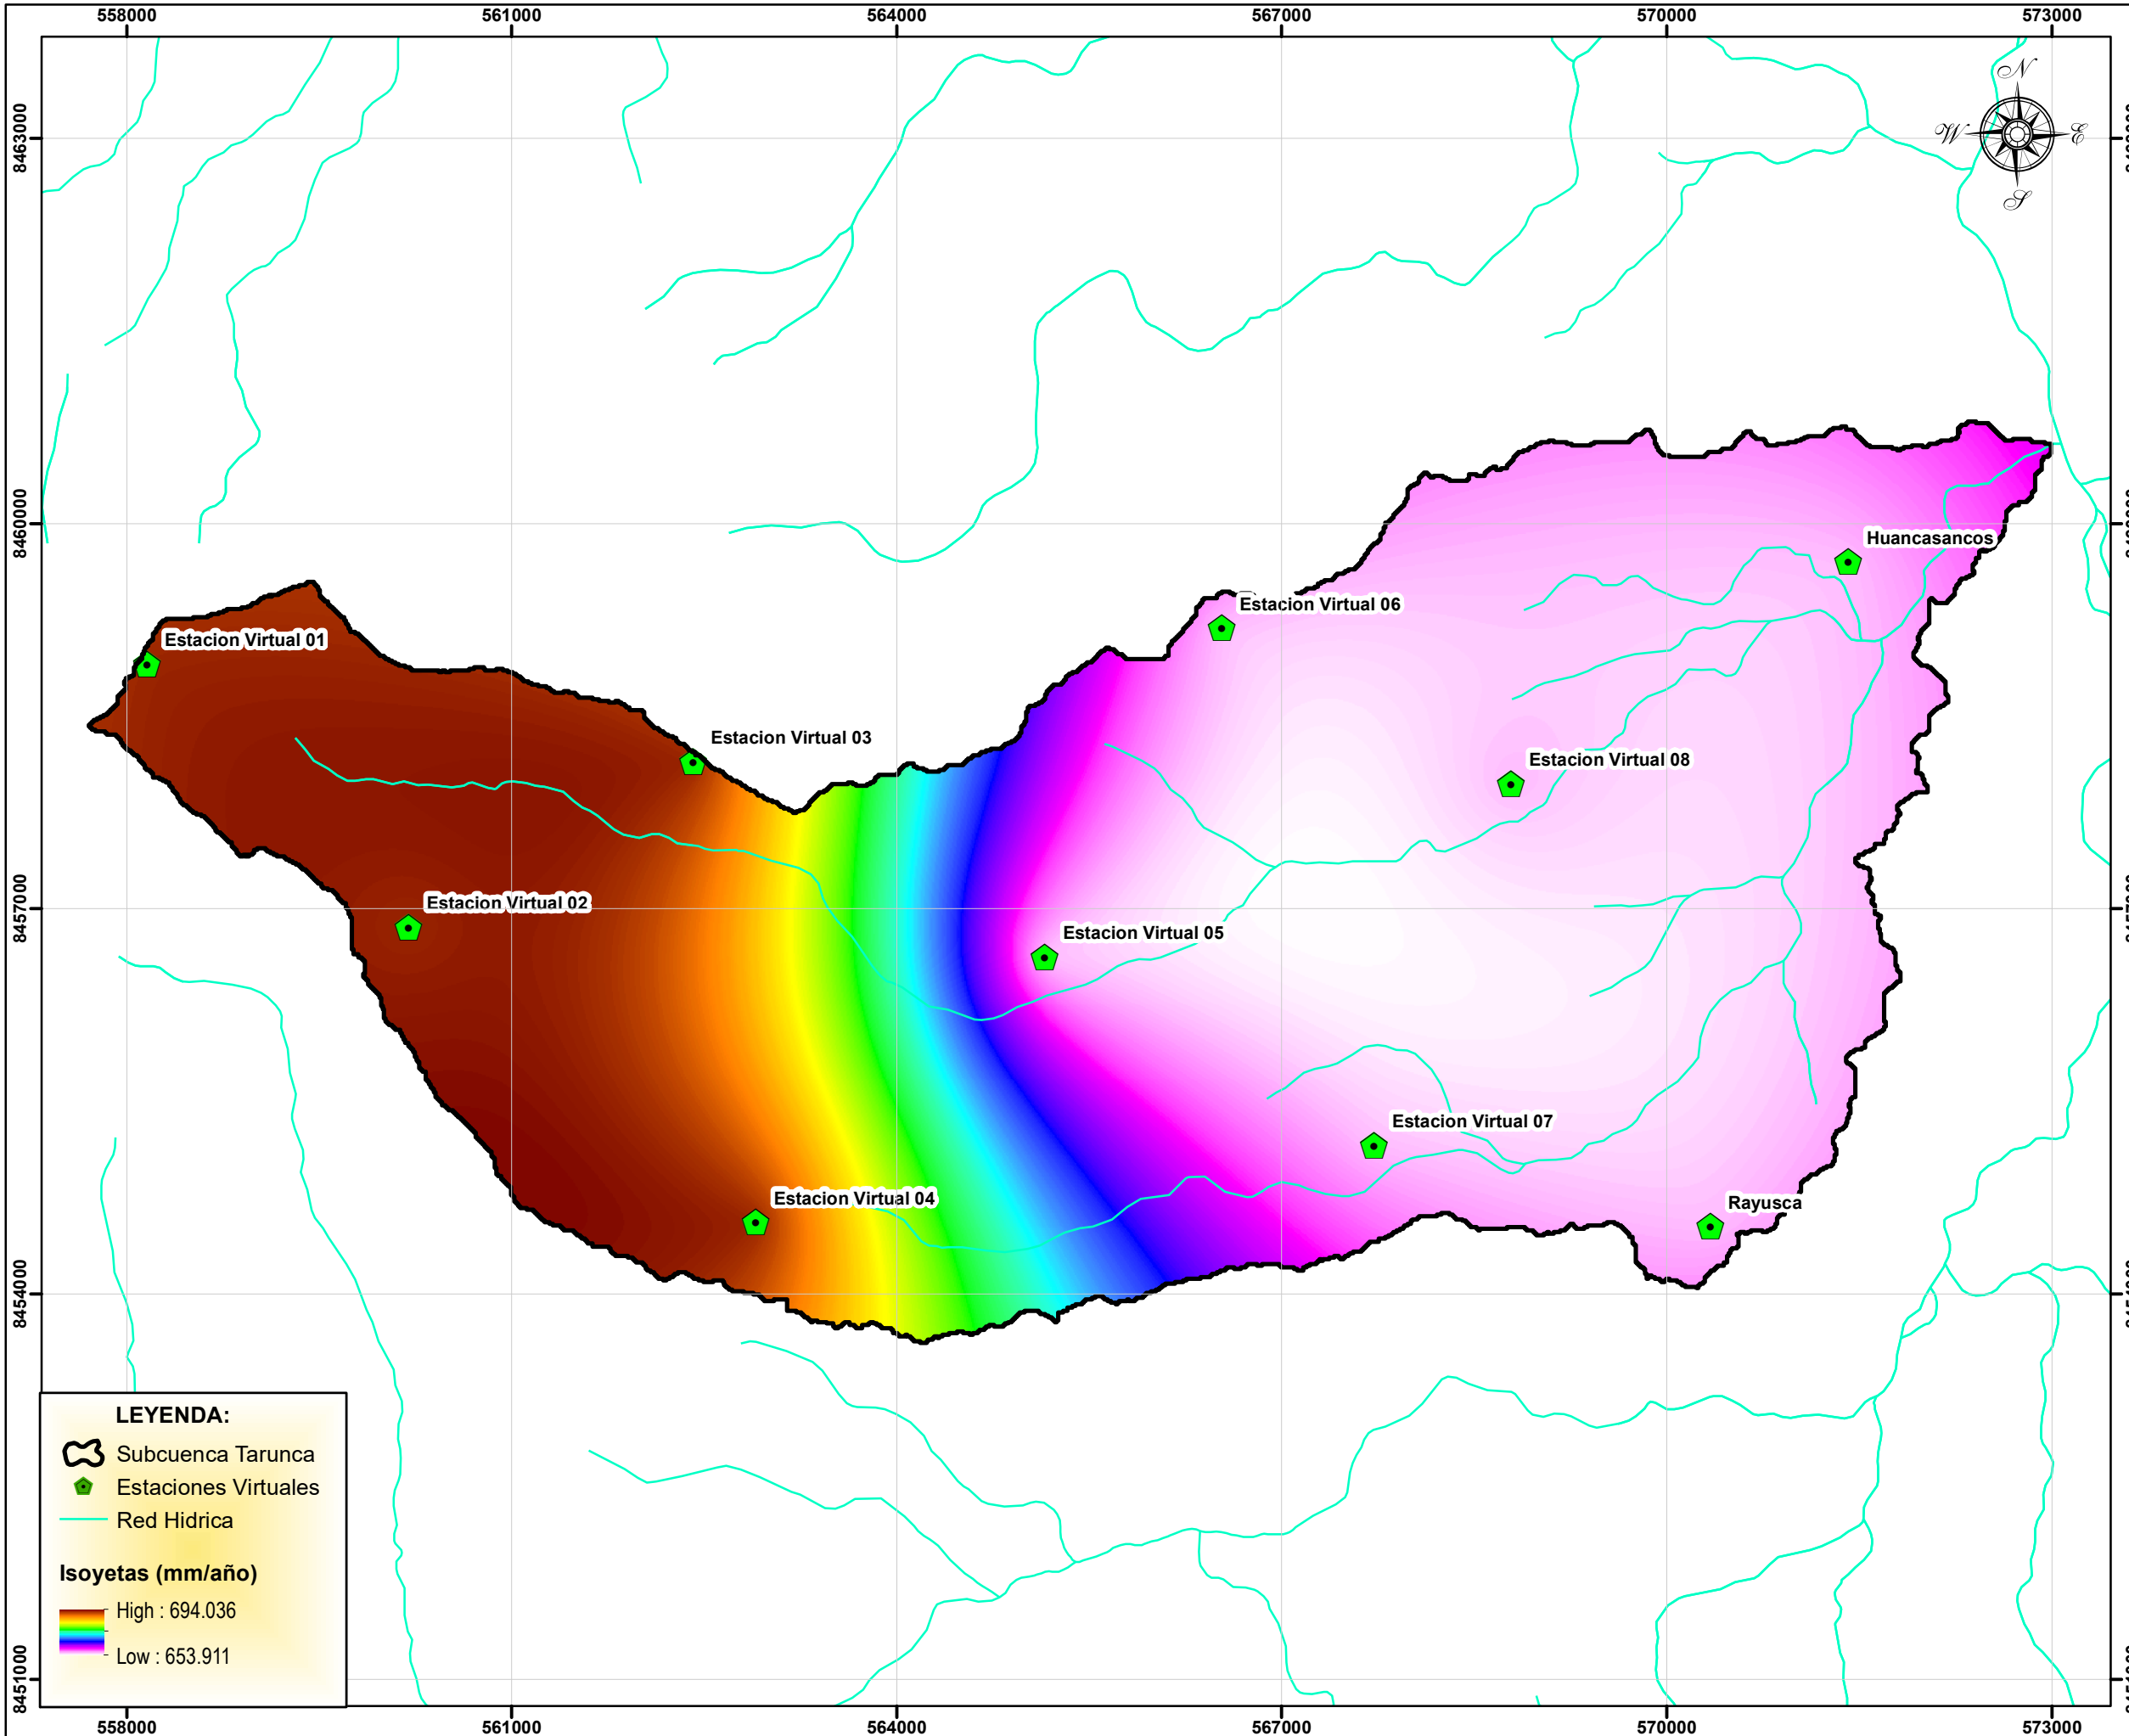 558000 561000 564000 567000 570000 573000
N
W E
S
8463000
8460000
8457000
8454000
8451000
Huancasancos
Estacion Virtual 06
Estacion Virtual 01
Estacion Virtual 03
Estacion Virtual 08
Estacion Virtual 02
Estacion Virtual 05
Estacion Virtual 07
Estacion Virtual 04
Rayusca
LEYENDA:
Subcuenca Tarunca
Estaciones Virtuales
Red Hidrica
Isoyetas (mm/año)
High : 694.036
Low : 653.911
558000 561000 564000 567000 570000 573000